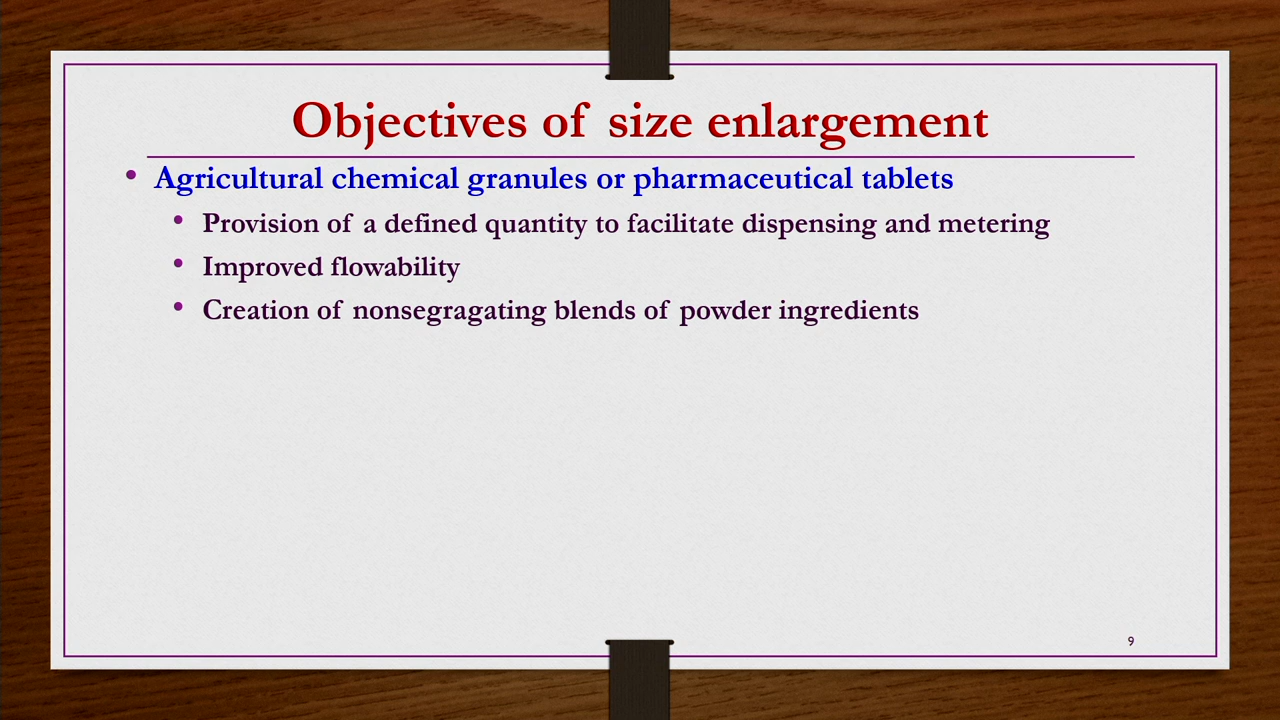 Objectives of size enlargement
• Agricultural chemical granules or pharmaceutical tablets
• Provision of a defined quantity to facilitate dispensing and metering
• Improved flowability
• Creation of nonsegragating blends of powder ingredients
9